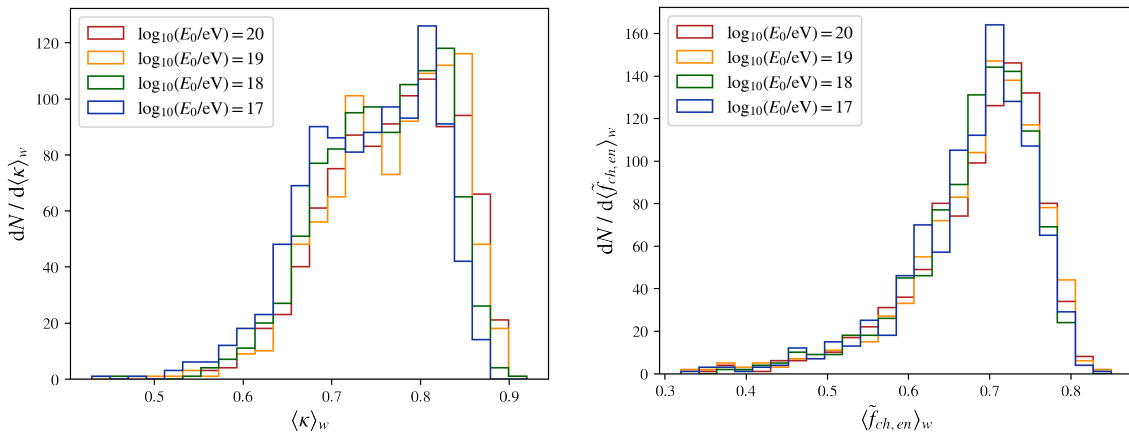 log₁₀(E₀/eV) = 20
log₁₀(E₀/eV) = 19
log₁₀(E₀/eV) = 18
log₁₀(E₀/eV) = 17
dN / d⟨κ⟩_w
120
100
80
60
40
20
0
0.5 0.6 0.7 0.8 0.9
⟨κ⟩_w
log₁₀(E₀/eV) = 20
log₁₀(E₀/eV) = 19
log₁₀(E₀/eV) = 18
log₁₀(E₀/eV) = 17
dN / d⟨f̃_{ch, en}⟩_w
160
140
120
100
80
60
40
20
0
0.3 0.4 0.5 0.6 0.7 0.8
⟨f̃_{ch, en}⟩_w